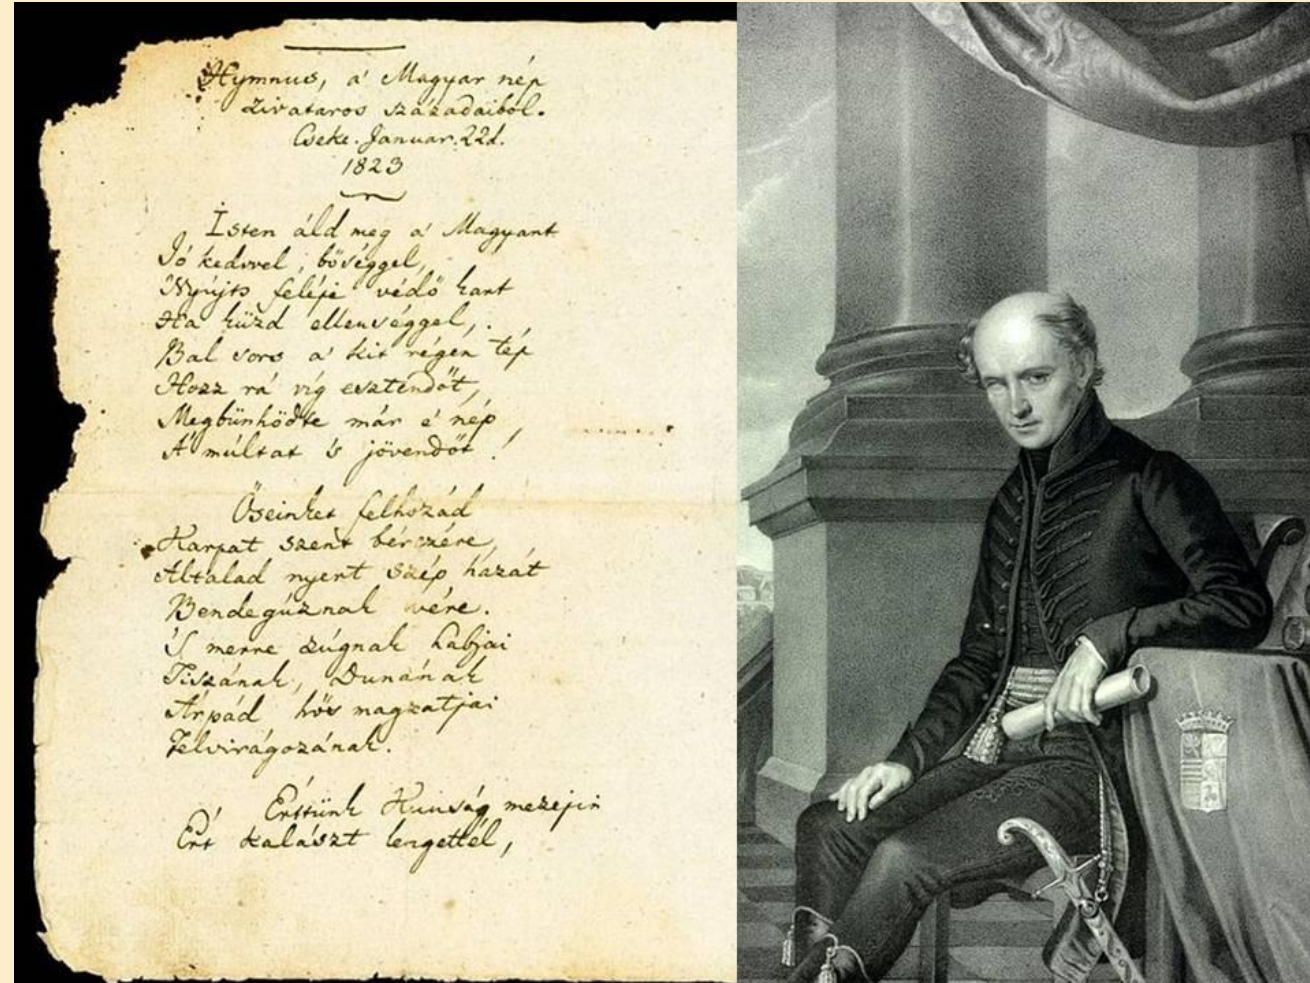 Hymnus, a' Magyar nép
zivataros századaiból.
Cseke. Januar. 22d.
1823
Isten áld meg a' Magyart
Jó kedvvel, bőséggel,
Nyújts feléje védő kart
Ha küzd ellenséggel,
Bal sors a' kit régen tép
Hozz rá víg esztendőt,
Megbünhödte már e' nép
A' múltat 's jövendőt!
Őseinket felhozád
Karpat szent bérczére,
Általad nyert szép hazát
Bendegúznak vére.
'S merre zúgnak habjai
Tiszának, Dunának
Árpád hős magzatjai
Felvirágozának.
Érttünk Kunság mezején
Ért kalászt lengettél,